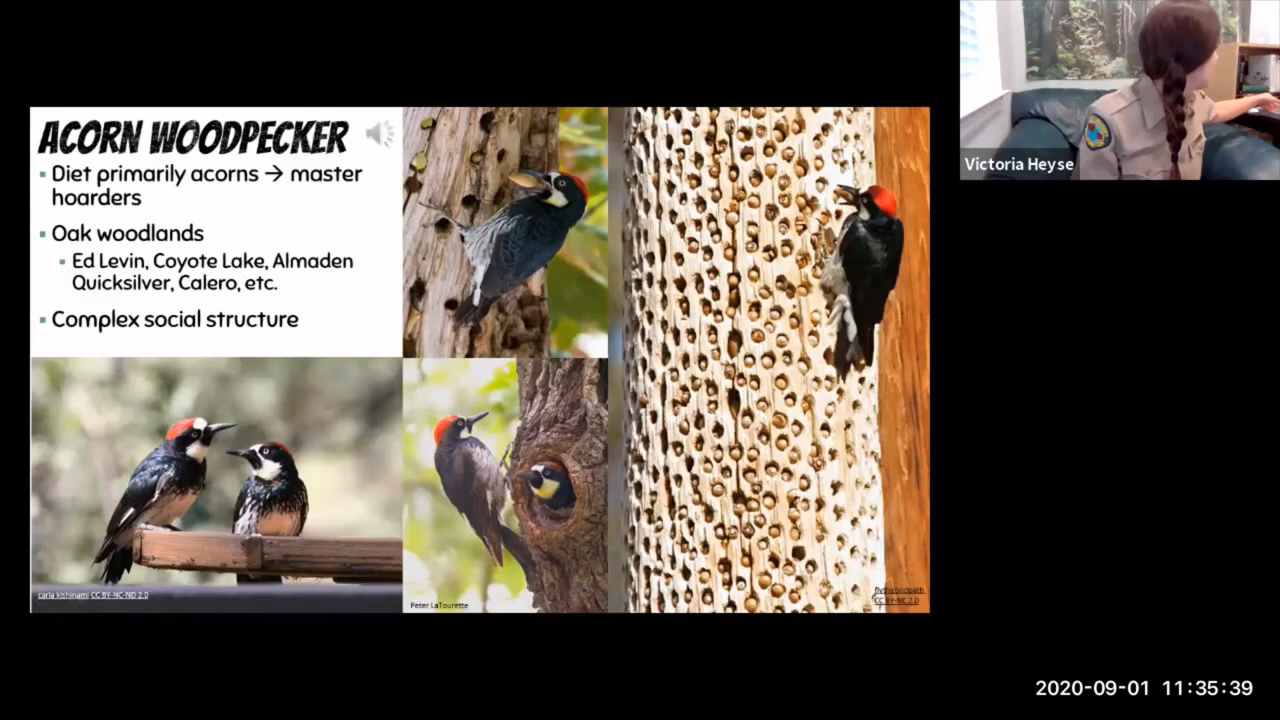 ACORN WOODPECKER
Diet primarily acorns → master
hoarders
Oak woodlands
Ed Levin, Coyote Lake, Almaden
Quicksilver, Calero, etc.
Complex social structure
carla kishinami CC BY-NC-ND 2.0
Peter LaTourette
CC BY-NC 2.0
Victoria Heyse
2020-09-01 11:35:39